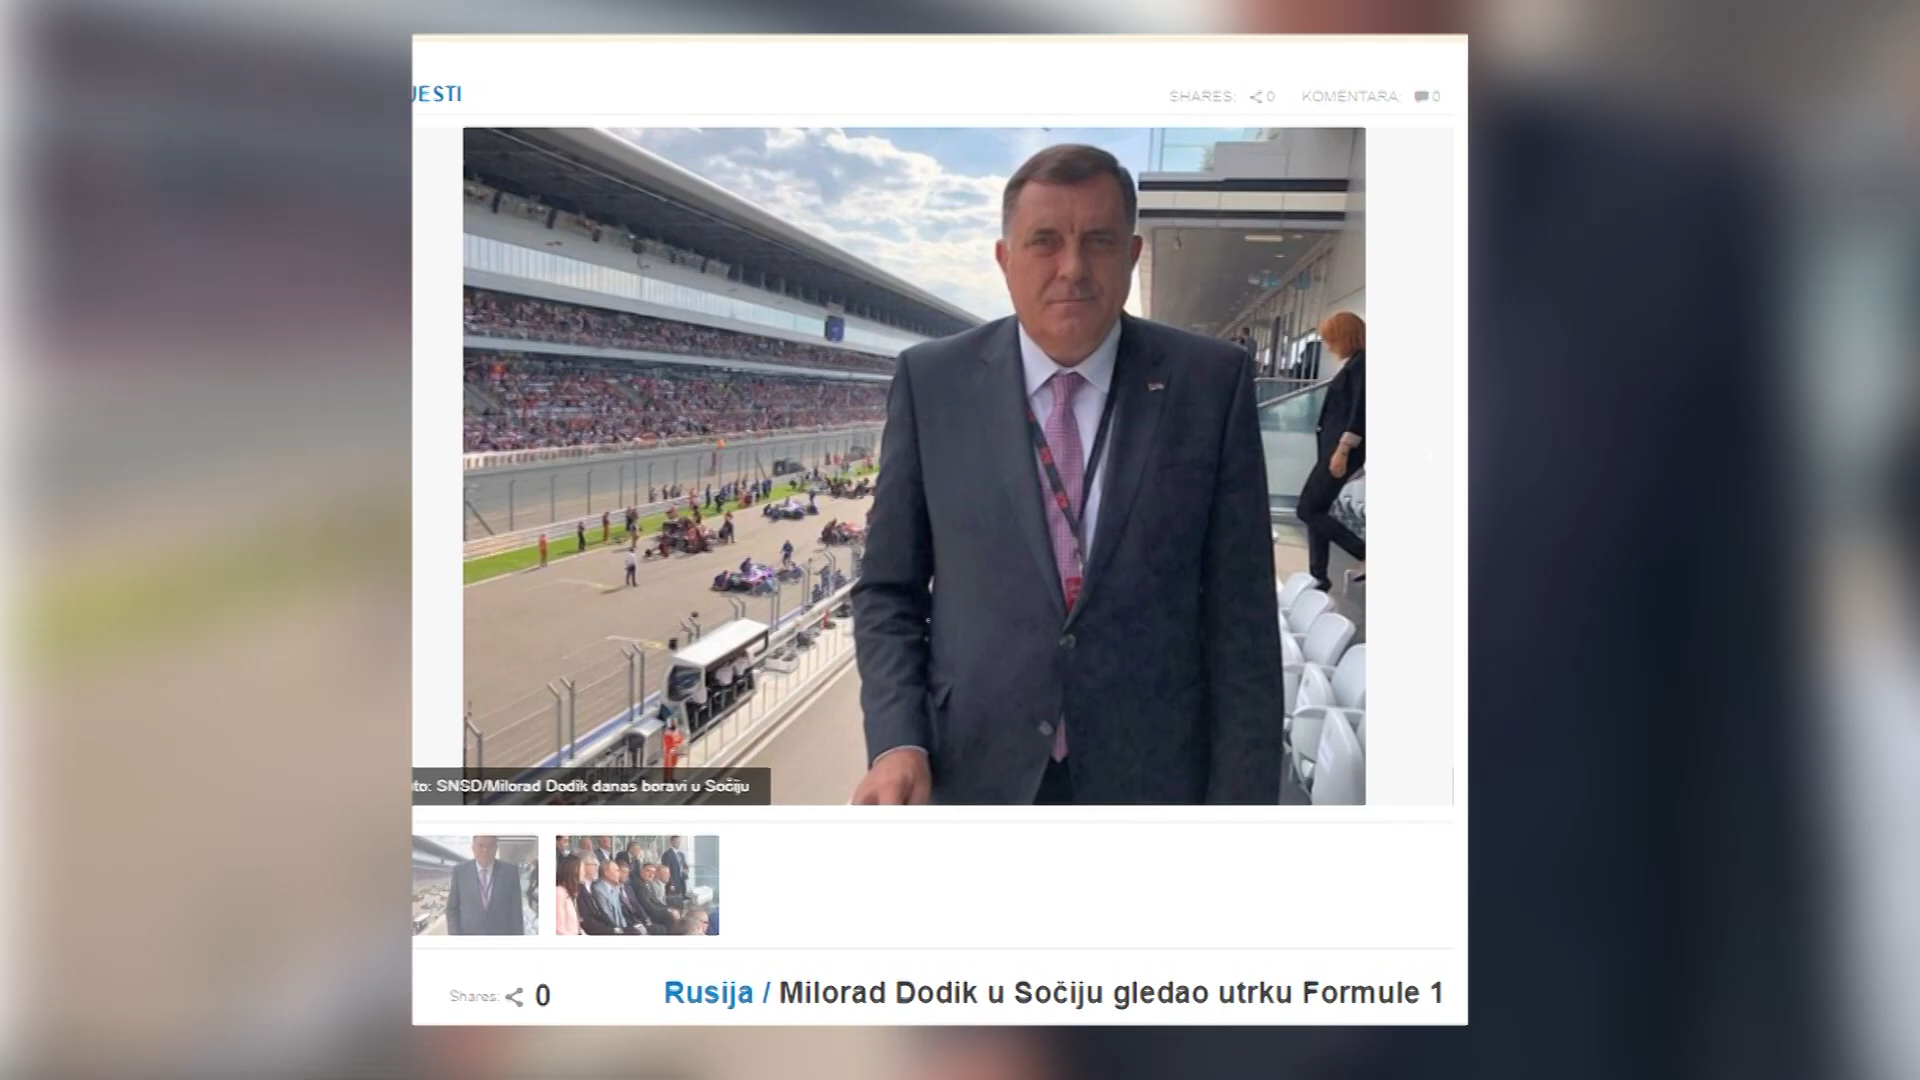 JESTI
SHARES: 0 KOMENTARA: 0
to: SNSD/Milorad Dodik danas boravi u Sočiju
Shares: 0
Rusija / Milorad Dodik u Sočiju gledao utrku Formule 1